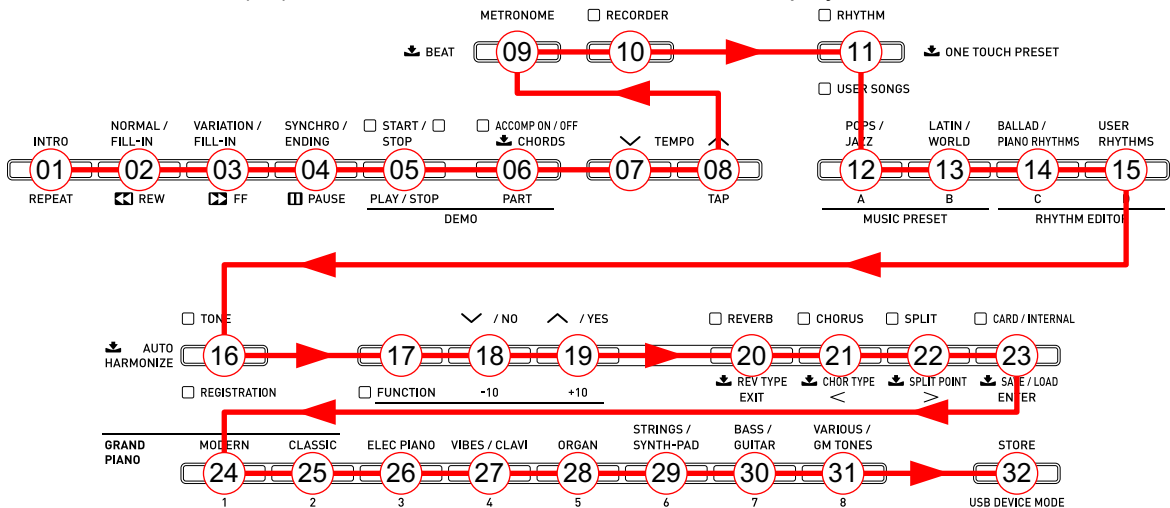 METRONOME
RECORDER
RHYTHM
BEAT
09
10
11
ONE TOUCH PRESET
USER SONGS
INTRO
NORMAL /
FILL-IN
VARIATION /
FILL-IN
SYNCHRO /
ENDING
START /
STOP
ACCOMP ON / OFF
CHORDS
TEMPO
POPS /
JAZZ
LATIN /
WORLD
BALLAD /
PIANO RHYTHMS
USER
RHYTHMS
01
02
03
04
05
06
07
08
12
13
14
15
REPEAT
REW
FF
PAUSE
PLAY / STOP
PART
TAP
A
B
C
D
DEMO
MUSIC PRESET
RHYTHM EDITOR
TONE
/ NO
/ YES
REVERB
CHORUS
SPLIT
CARD / INTERNAL
AUTO
HARMONIZE
16
17
18
19
20
21
22
23
REGISTRATION
FUNCTION
-10
+10
REV TYPE
EXIT
CHOR TYPE
<
SPLIT POINT
>
SAVE / LOAD
ENTER
GRAND
PIANO
MODERN
CLASSIC
ELEC PIANO
VIBES / CLAVI
ORGAN
STRINGS /
SYNTH-PAD
BASS /
GUITAR
VARIOUS /
GM TONES
STORE
24
25
26
27
28
29
30
31
32
1
2
3
4
5
6
7
8
USB DEVICE MODE